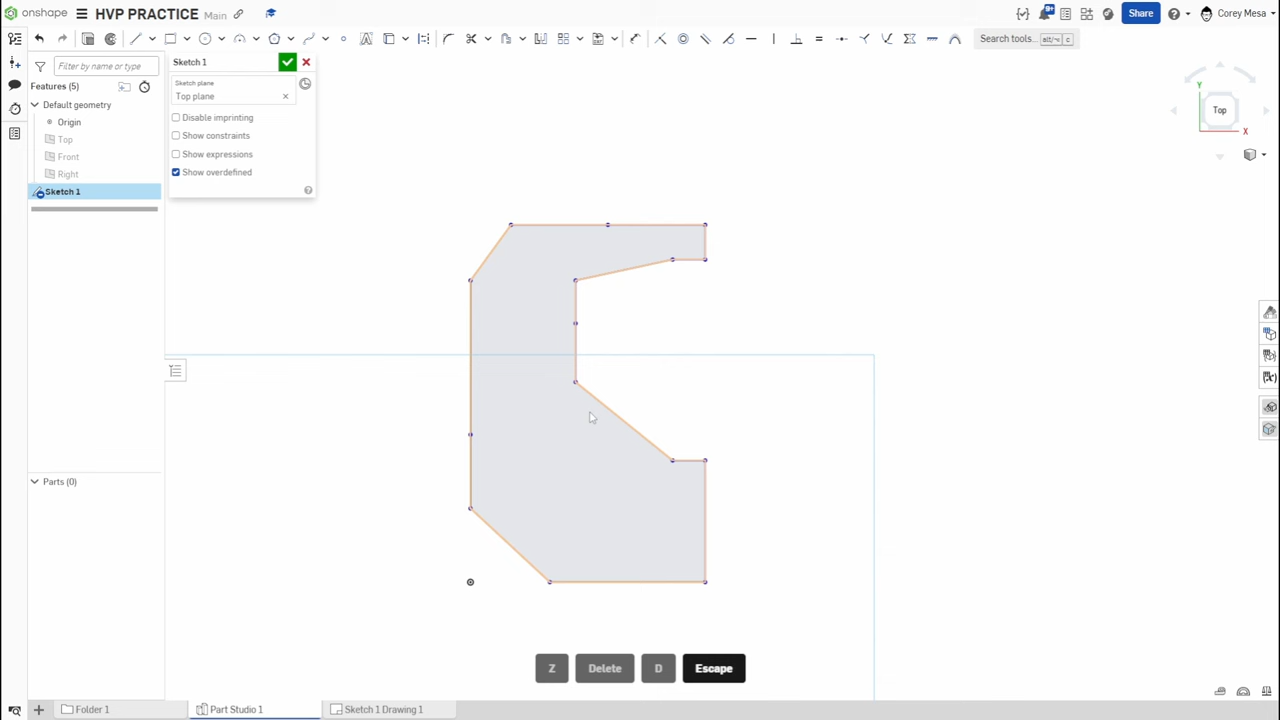 onshape HVP PRACTICE Main 9+ Share Corey Mesa
Search tools... alt/⌥ c
Filter by name or type
Features (5)
Default geometry
Origin
Top
Front
Right
Sketch 1
Parts (0)
Sketch 1
Sketch plane
Top plane
Disable imprinting
Show constraints
Show expressions
Show overdefined
Y
Top
X
Z Delete D Escape
Folder 1 Part Studio 1 Sketch 1 Drawing 1